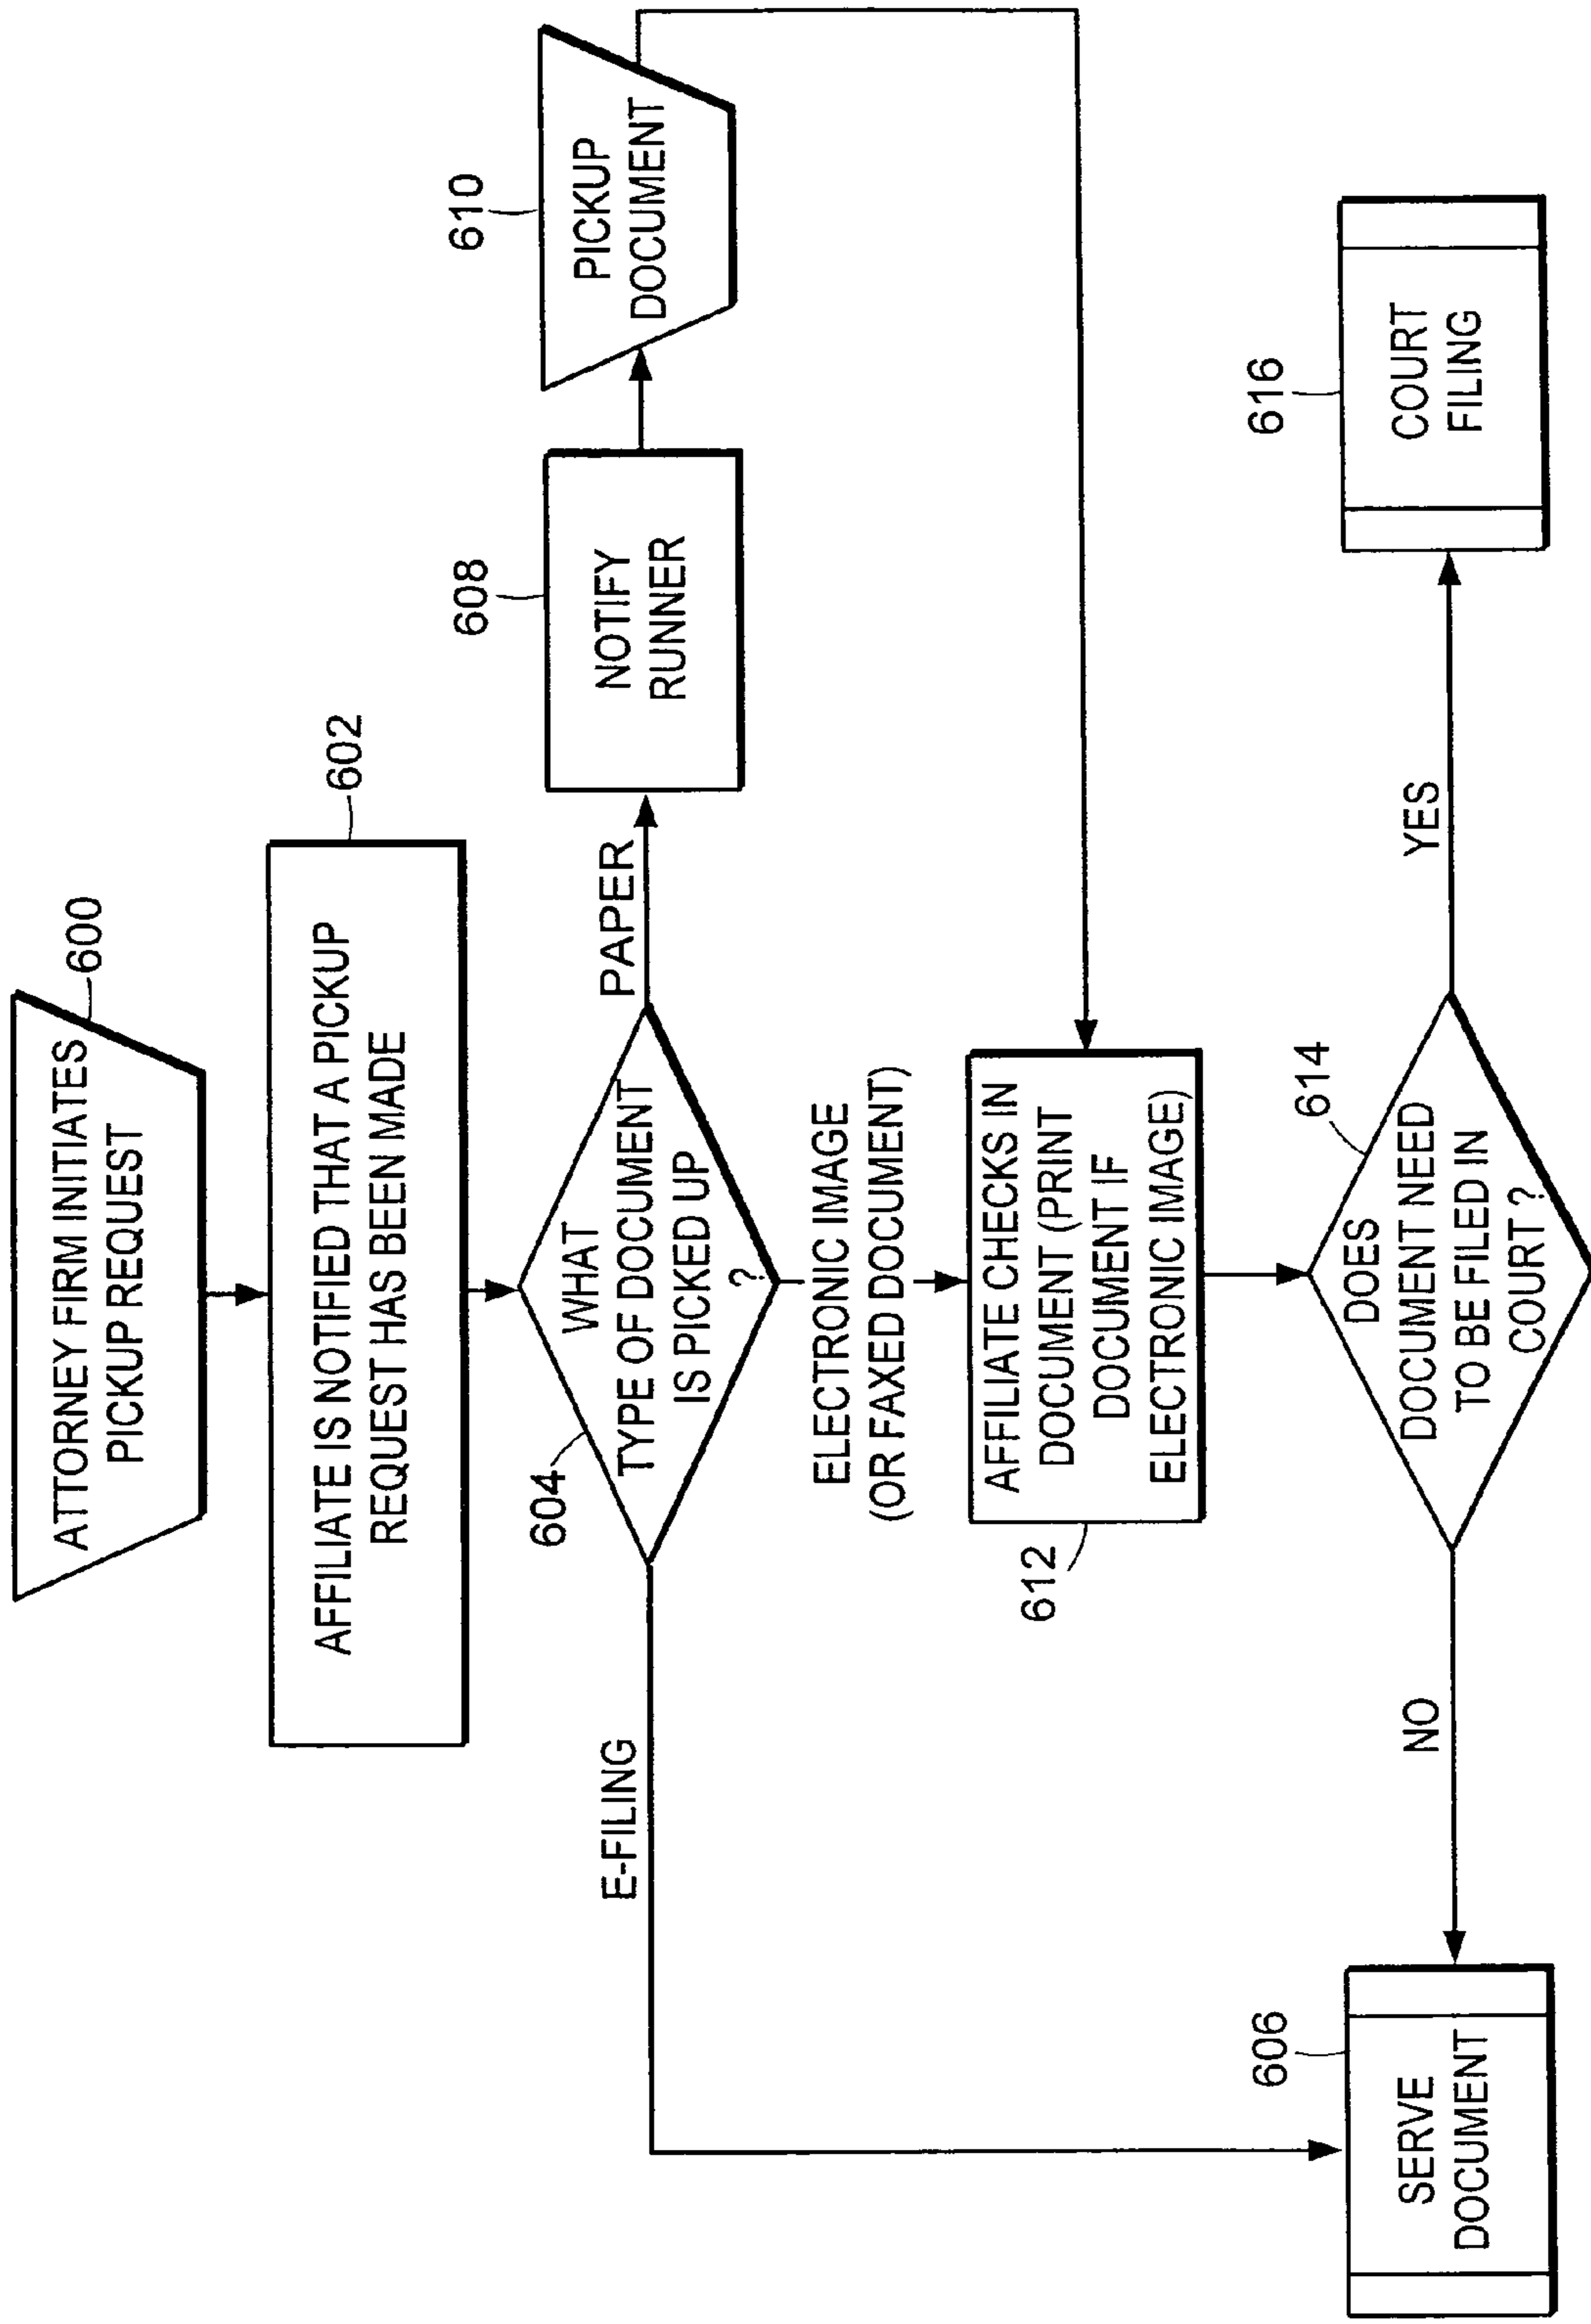 600
ATTORNEY FIRM INITIATES
PICKUP REQUEST
602
AFFILIATE IS NOTIFIED THAT A PICKUP
REQUEST HAS BEEN MADE
604
WHAT
TYPE OF DOCUMENT
IS PICKED UP
?
E-FILING
PAPER
608
NOTIFY
RUNNER
610
PICKUP
DOCUMENT
ELECTRONIC IMAGE
(OR FAXED DOCUMENT)
612
AFFILIATE CHECKS IN
DOCUMENT (PRINT
DOCUMENT IF
ELECTRONIC IMAGE)
614
DOES
DOCUMENT NEED
TO BE FILED IN
COURT ?
NO
YES
606
SERVE
DOCUMENT
616
COURT
FILING